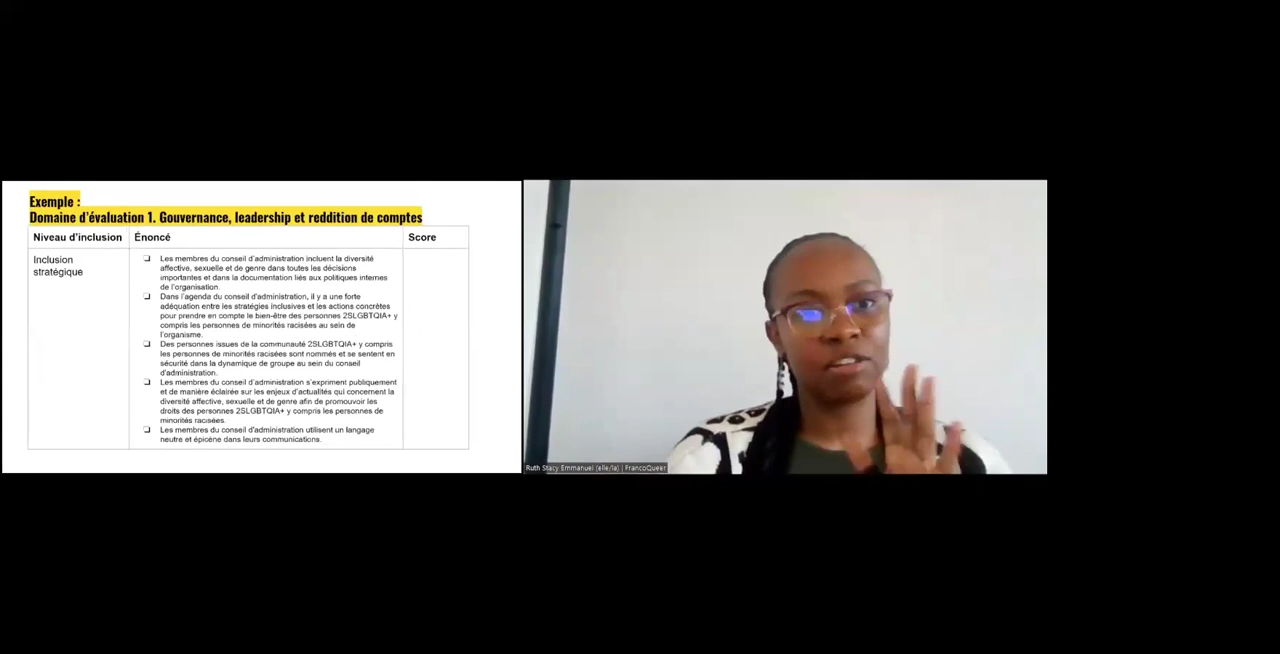 Exemple :
Domaine d'évaluation 1. Gouvernance, leadership et reddition de comptes
Niveau d'inclusion Énoncé Score
Inclusion
stratégique
Les membres du conseil d'administration incluent la diversité
affective, sexuelle et de genre dans toutes les décisions
importantes et dans la documentation liés aux politiques internes
de l'organisation.
Dans l'agenda du conseil d'administration, il y a une forte
adéquation entre les stratégies inclusives et les actions concrètes
pour prendre en compte le bien-être des personnes 2SLGBTQIA+ y
compris les personnes de minorités racisées au sein de
l'organisme.
Des personnes issues de la communauté 2SLGBTQIA+ y compris
les personnes de minorités racisées sont nommés et se sentent en
sécurité dans la dynamique de groupe au sein du conseil
d'administration.
Les membres du conseil d'administration s'expriment publiquement
et de manière éclairée sur les enjeux d'actualités qui concernent la
diversité affective, sexuelle et de genre afin de promouvoir les
droits des personnes 2SLGBTQIA+ y compris les personnes de
minorités racisées.
Les membres du conseil d'administration utilisent un langage
neutre et épicène dans leurs communications.
Ruth Stacy Emmanuel (elle/la) | FrancoQueer